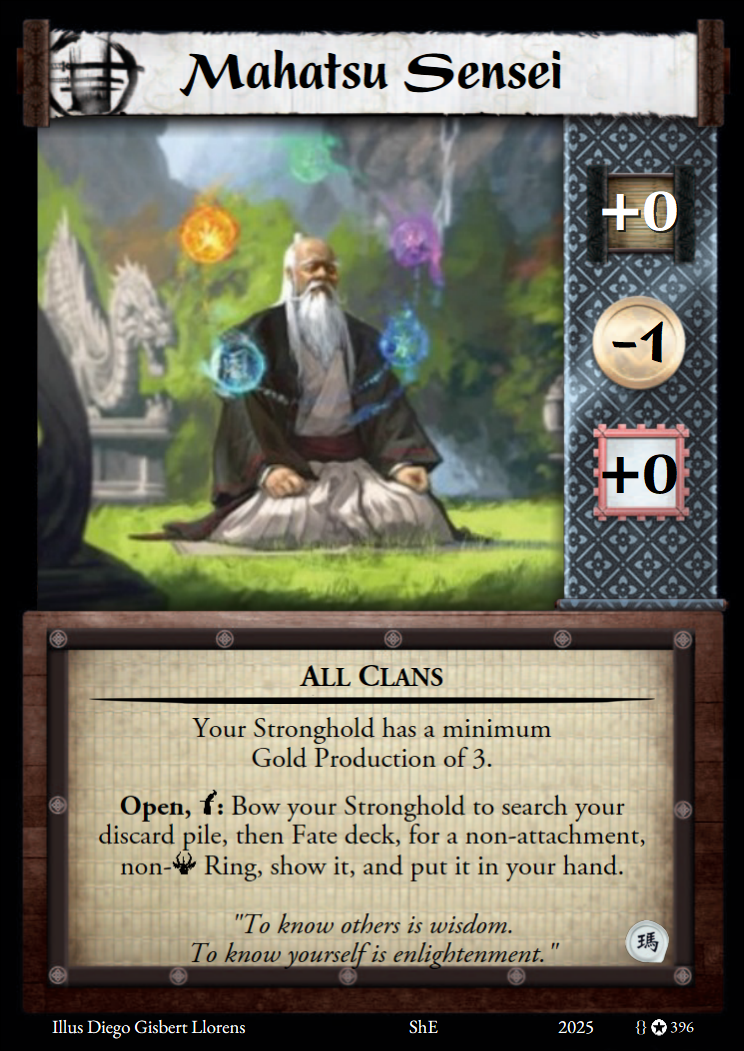 Mahatsu Sensei
+0
-1
+0
ALL CLANS
Your Stronghold has a minimum
Gold Production of 3.
Open, : Bow your Stronghold to search your
discard pile, then Fate deck, for a non-attachment,
non- Ring, show it, and put it in your hand.
"To know others is wisdom.
To know yourself is enlightenment."
瑪
Illus Diego Gisbert Llorens ShE 2025 {} ✪ 396